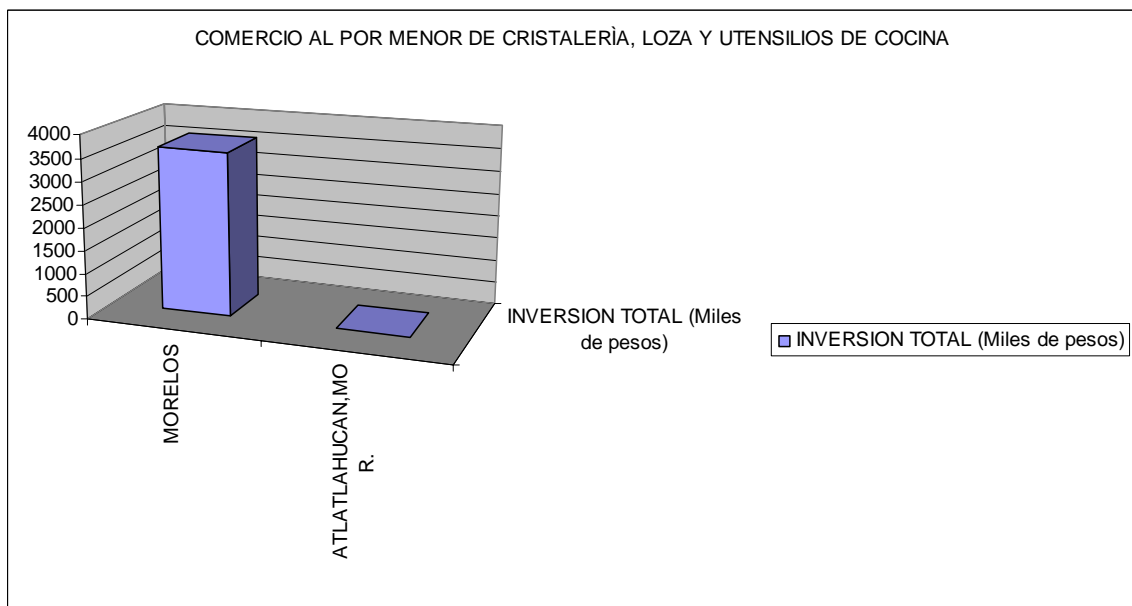 COMERCIO AL POR MENOR DE CRISTALERÌA, LOZA Y UTENSILIOS DE COCINA
4000
3500
3000
2500
2000
1500
1000
500
0
MORELOS
ATLATLAHUCAN,MO
R.
INVERSION TOTAL (Miles
de pesos)
INVERSION TOTAL (Miles de pesos)